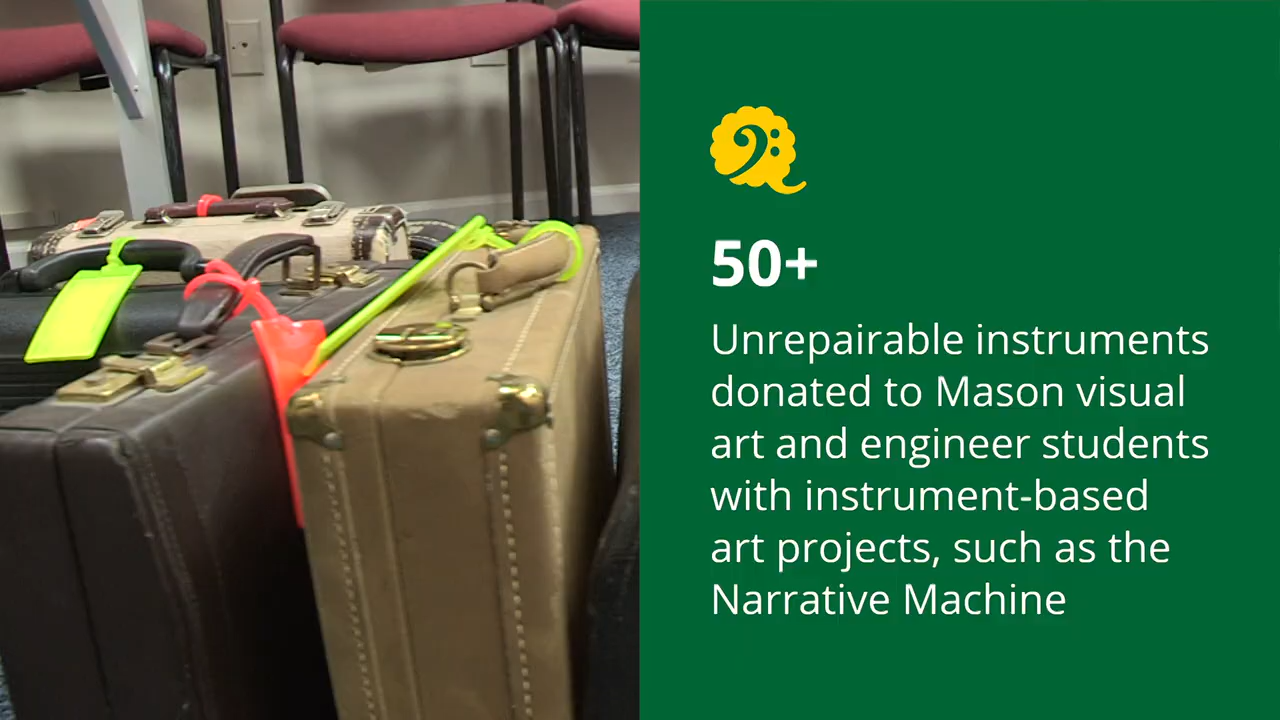 50+
Unrepairable instruments
donated to Mason visual
art and engineer students
with instrument-based
art projects, such as the
Narrative Machine